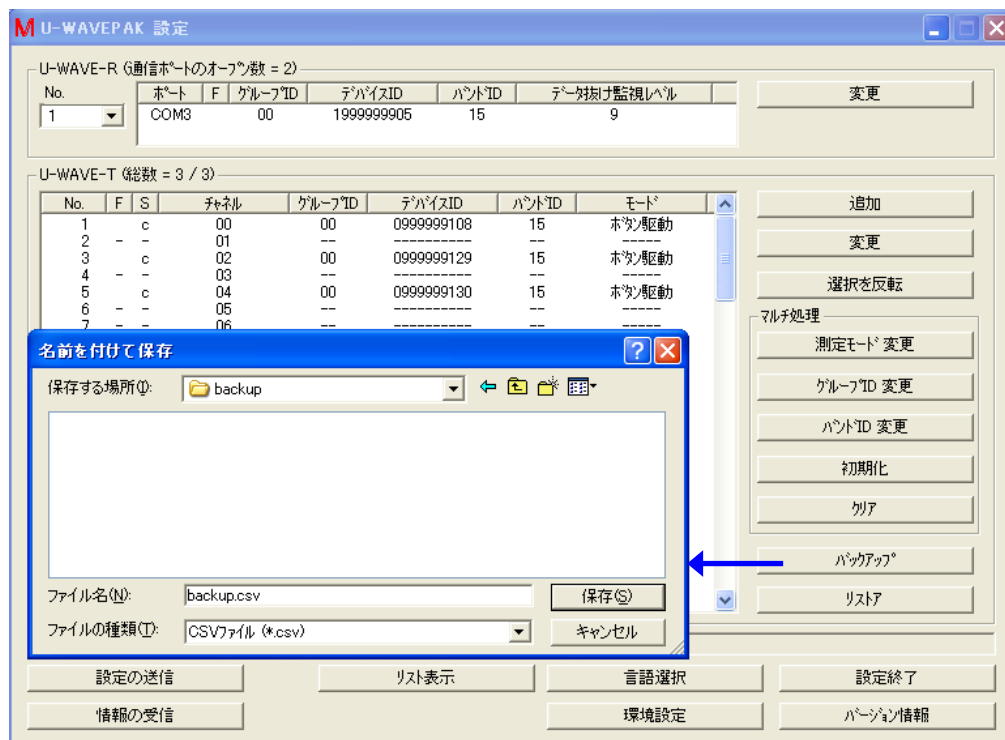 U-WAVEPAK 設定
U-WAVE-R (通信ﾎﾟｰﾄのオープン数 = 2)
No. ﾎﾟｰﾄ F ｸﾞﾙｰﾌﾟID ﾃﾞﾊﾞｲｽID ﾊﾞﾝﾄﾞID ﾃﾞｰﾀ抜け監視ﾚﾍﾞﾙ 変更
1 COM3 00 1999999905 15 9
U-WAVE-T (総数 = 3 / 3)
No. F S ﾁｬﾈﾙ ｸﾞﾙｰﾌﾟID ﾃﾞﾊﾞｲｽID ﾊﾞﾝﾄﾞID ﾓｰﾄﾞ 追加
1 c 00 00 0999999108 15 ﾎﾞﾀﾝ駆動
2 - - 01 -- ---------- -- ----- 変更
3 c 02 00 0999999129 15 ﾎﾞﾀﾝ駆動
4 - - 03 -- ---------- -- -----
5 c 04 00 0999999130 15 ﾎﾞﾀﾝ駆動 選択を反転
6 - - 05 -- ---------- -- -----
7 - - 06 -- ---------- -- -----
ﾏﾙﾁ処理
測定ﾓｰﾄﾞ変更
ｸﾞﾙｰﾌﾟID 変更
ﾊﾞﾝﾄﾞID 変更
初期化
ｸﾘｱ
ﾊﾞｯｸｱｯﾌﾟ
ﾘｽﾄｱ
名前を付けて保存
保存する場所(I): backup
ファイル名(N): backup.csv 保存(S)
ファイルの種類(T): CSVファイル (*.csv) キャンセル
設定の送信 ﾘｽﾄ表示 言語選択 設定終了
情報の受信 環境設定 ﾊﾞｰｼﾞｮﾝ情報